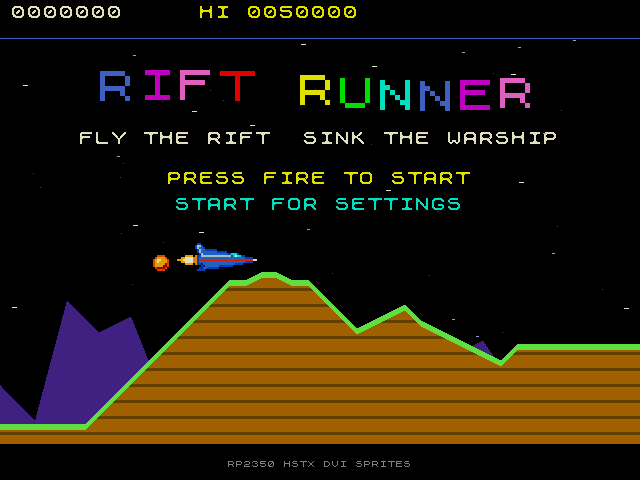 0000000 HI 0050000
RIFT RUNNER
FLY THE RIFT SINK THE WARSHIP
PRESS FIRE TO START
START FOR SETTINGS
RP2350 HSTX DVI SPRITES